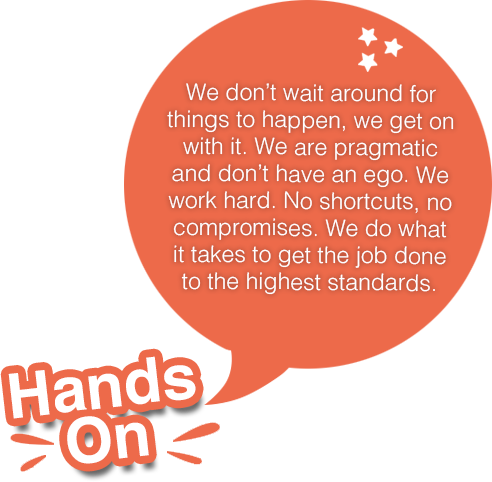 We don’t wait around for
things to happen, we get on
with it. We are pragmatic
and don’t have an ego. We
work hard. No shortcuts, no
compromises. We do what
it takes to get the job done
to the highest standards.
Hands
On